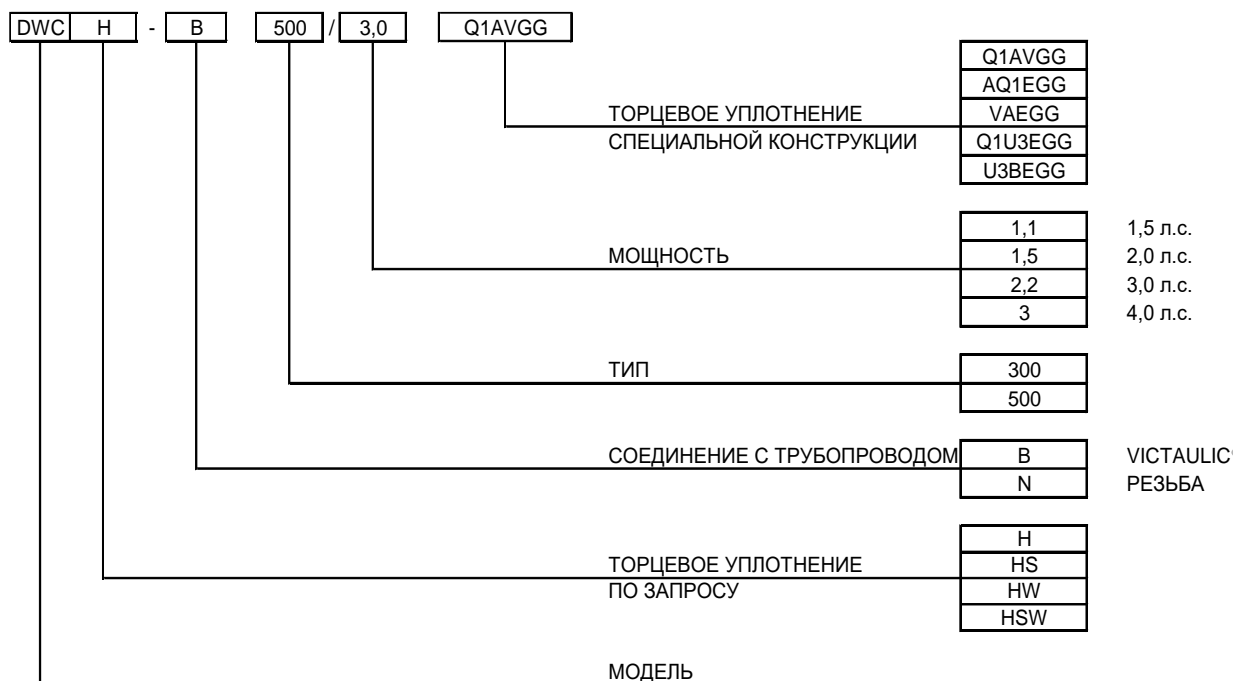 DWC H - B 500 / 3,0 Q1AVGG
Q1AVGG
AQ1EGG
ТОРЦЕВОЕ УПЛОТНЕНИЕ VAEGG
СПЕЦИАЛЬНОЙ КОНСТРУКЦИИ Q1U3EGG
U3BEGG
1,1 1,5 л.с.
МОЩНОСТЬ 1,5 2,0 л.с.
2,2 3,0 л.с.
3 4,0 л.с.
ТИП 300
500
СОЕДИНЕНИЕ С ТРУБОПРОВОДОМ B VICTAULIC
N РЕЗЬБА
H
ТОРЦЕВОЕ УПЛОТНЕНИЕ HS
ПО ЗАПРОСУ HW
HSW
МОДЕЛЬ